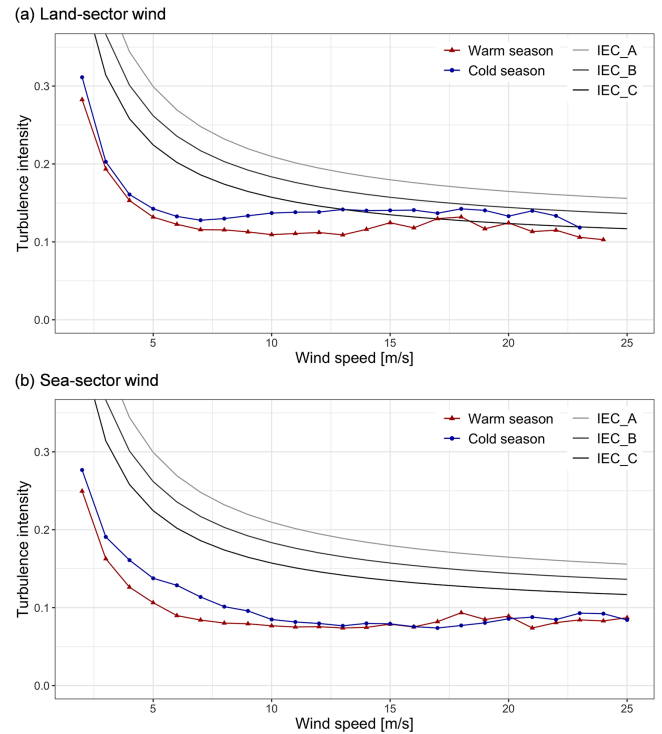 (a) Land-sector wind
Warm season
Cold season
IEC_A
IEC_B
IEC_C
Turbulence intensity
0.3
0.2
0.1
0.0
5
10
15
20
25
Wind speed [m/s]
(b) Sea-sector wind
Warm season
Cold season
IEC_A
IEC_B
IEC_C
Turbulence intensity
0.3
0.2
0.1
0.0
5
10
15
20
25
Wind speed [m/s]